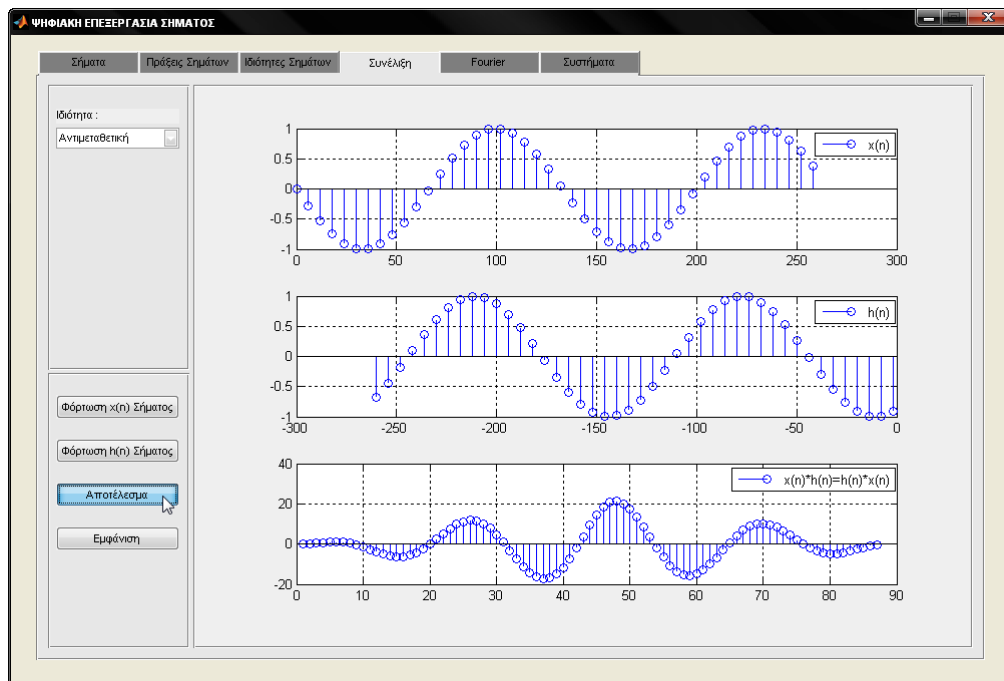 ΨΗΦΙΑΚΗ ΕΠΕΞΕΡΓΑΣΙΑ ΣΗΜΑΤΟΣ
Σήματα Πράξεις Σημάτων Ιδιότητες Σημάτων Συνέλιξη Fourier Συστήματα
Ιδιότητα :
Αντιμεταθετική
Φόρτωση x(n) Σήματος
Φόρτωση h(n) Σήματος
Αποτέλεσμα
Εμφάνιση
1
0.5
0
-0.5
-1
0 50 100 150 200 250 300
x(n)
1
0.5
0
-0.5
-1
-300 -250 -200 -150 -100 -50 0
h(n)
40
20
0
-20
0 10 20 30 40 50 60 70 80 90
x(n)*h(n)=h(n)*x(n)